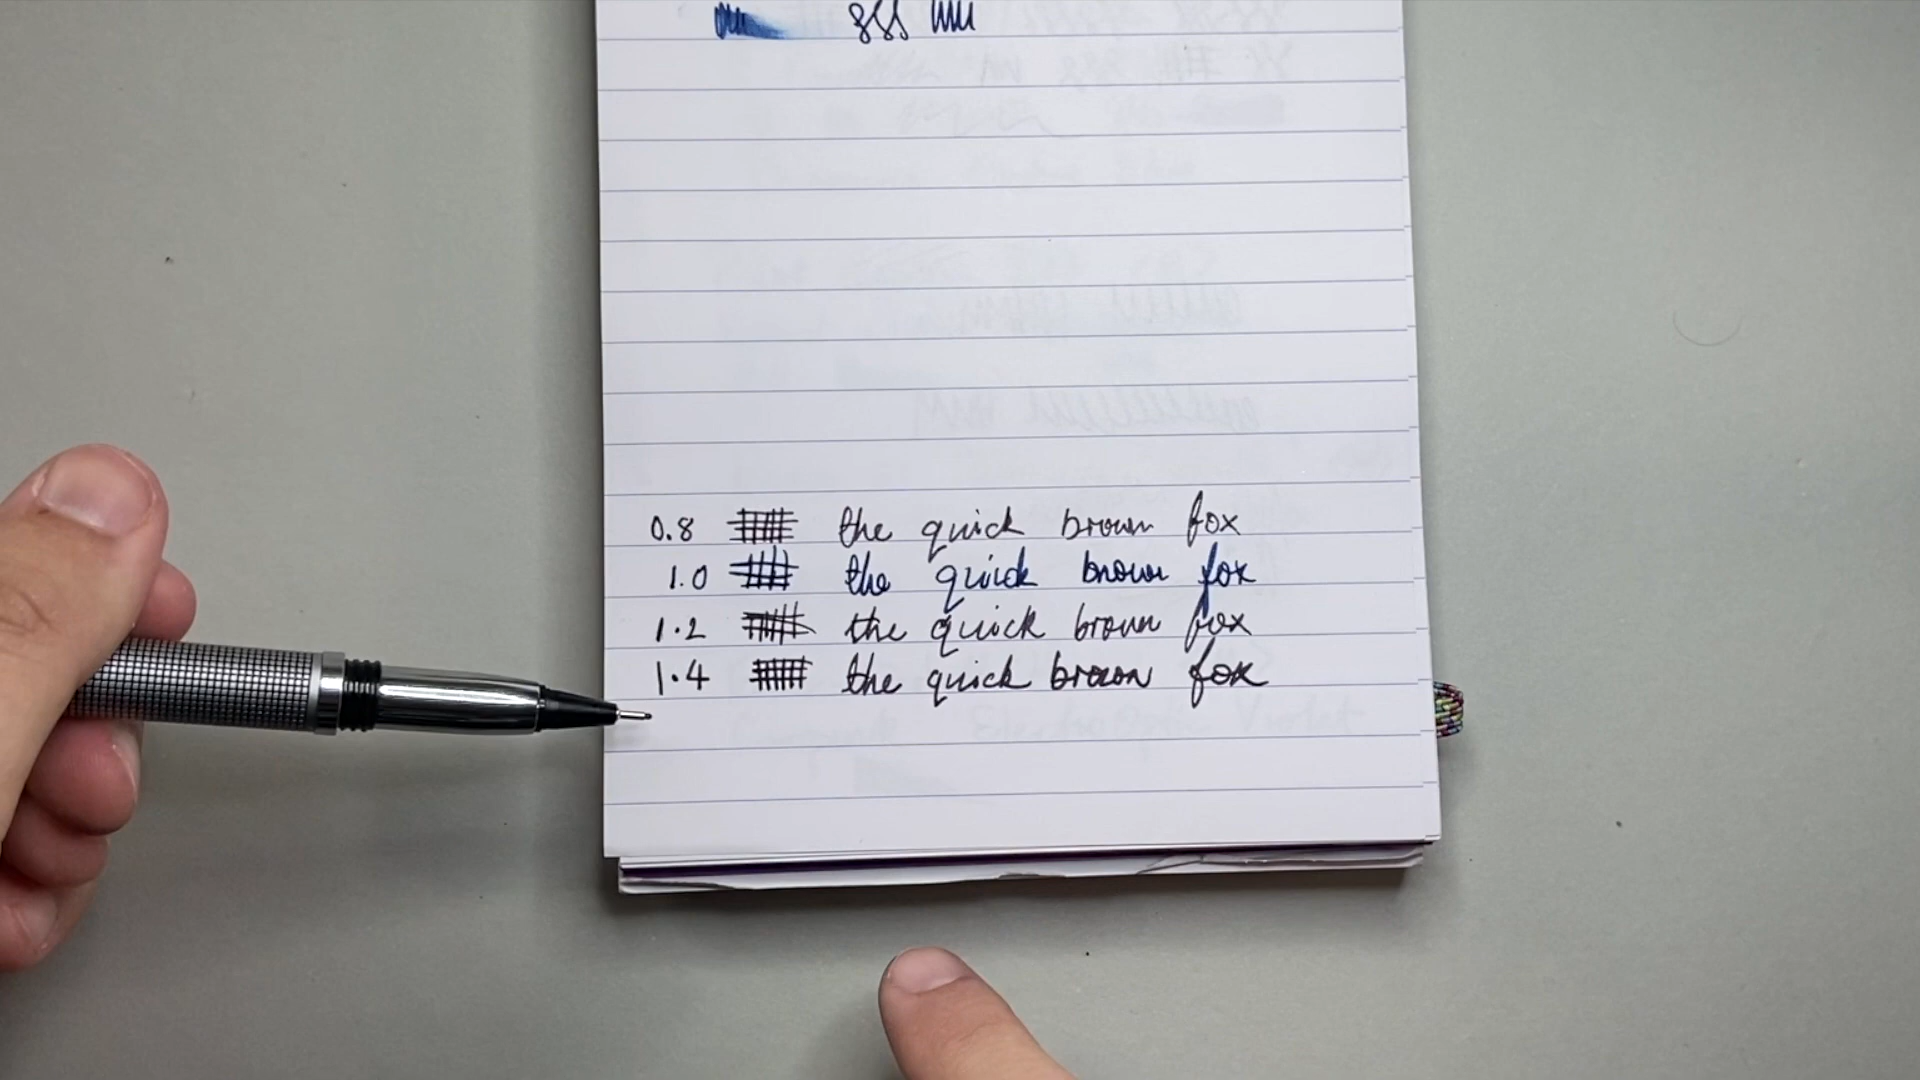 0.8 the quick brown fox
1.0 the quick brown fox
1.2 the quick brown fox
1.4 the quick brown fox
Violet